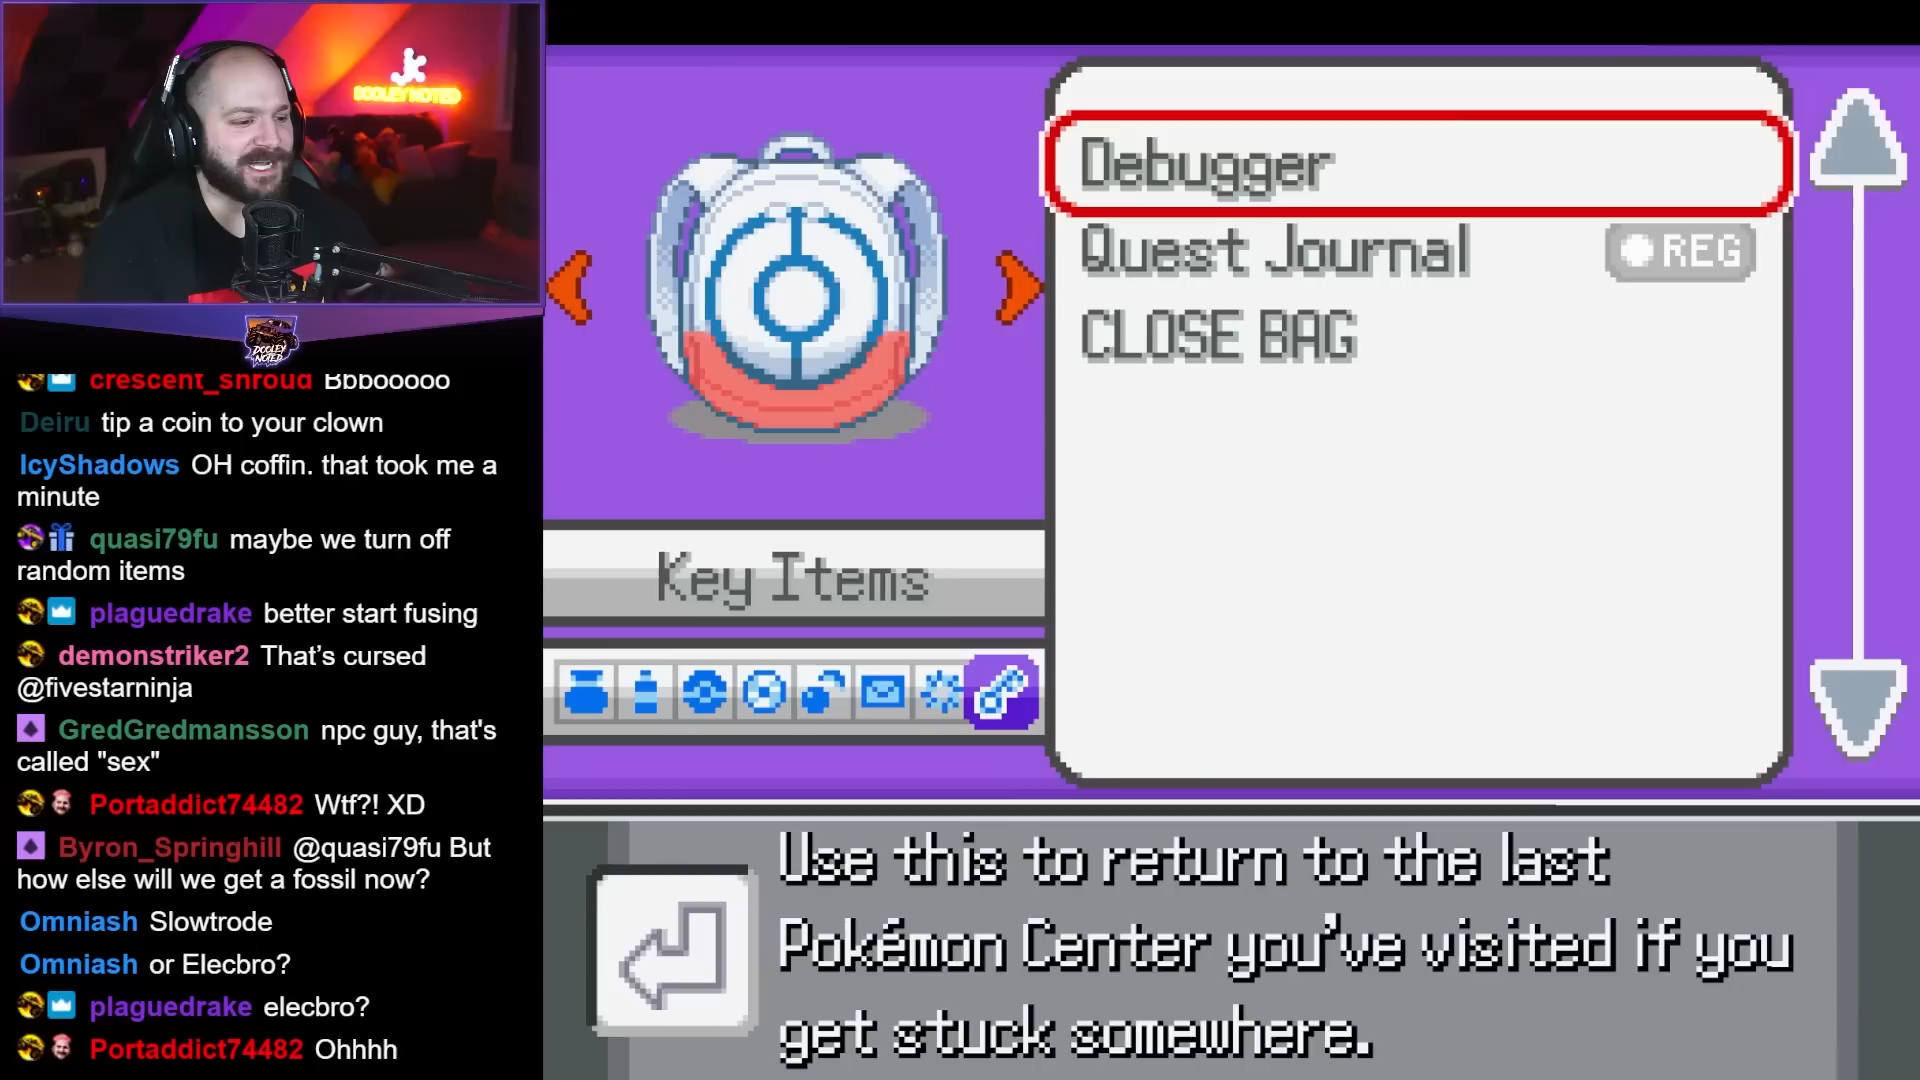 DOOLEY NOTED
DOOLEY
NOTED
crescent_shroud Bbbooooo
Deiru tip a coin to your clown
IcyShadows OH coffin. that took me a
minute
quasi79fu maybe we turn off
random items
plaguedrake better start fusing
demonstriker2 That’s cursed
@fivestarninja
GredGredmansson npc guy, that's
called "sex"
Portaddict74482 Wtf?! XD
Byron_Springhill @quasi79fu But
how else will we get a fossil now?
Omniash Slowtrode
Omniash or Elecbro?
plaguedrake elecbro?
Portaddict74482 Ohhhh
Debugger
Quest Journal REG
CLOSE BAG
Key Items
Use this to return to the last
Pokémon Center you've visited if you
get stuck somewhere.